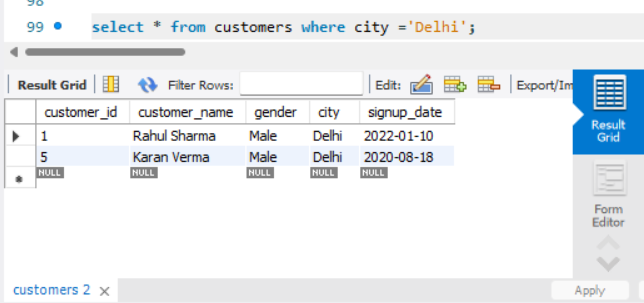 98
99 select * from customers where city ='Delhi';
Result Grid Filter Rows: Edit: Export/Im
customer_id customer_name gender city signup_date
1 Rahul Sharma Male Delhi 2022-01-10
5 Karan Verma Male Delhi 2020-08-18
NULL NULL NULL NULL NULL
Result
Grid
Form
Editor
customers 2
Apply